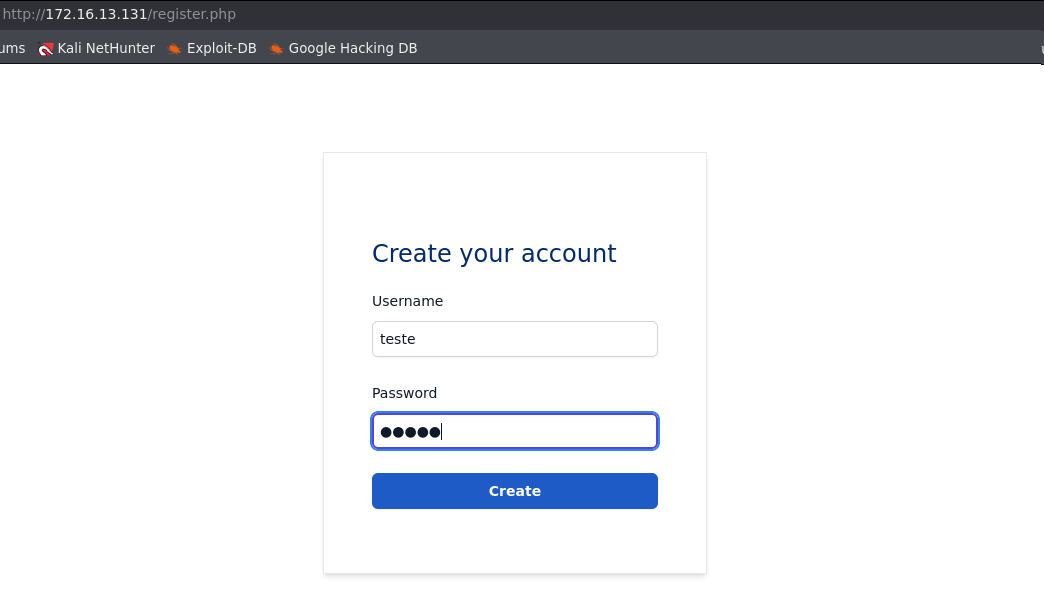 http://172.16.13.131/register.php
ums Kali NetHunter Exploit-DB Google Hacking DB
Create your account
Username
teste
Password
●●●●●
Create